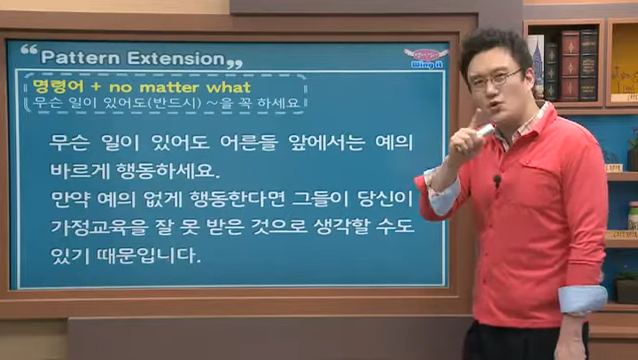 “Pattern Extension„
Wing it
명령어 + no matter what
무슨 일이 있어도(반드시) ~을 꼭 하세요
무슨 일이 있어도 어른들 앞에서는 예의
바르게 행동하세요.
만약 예의 없게 행동한다면 그들이 당신이
가정교육을 잘 못 받은 것으로 생각할 수도
있기 때문입니다.